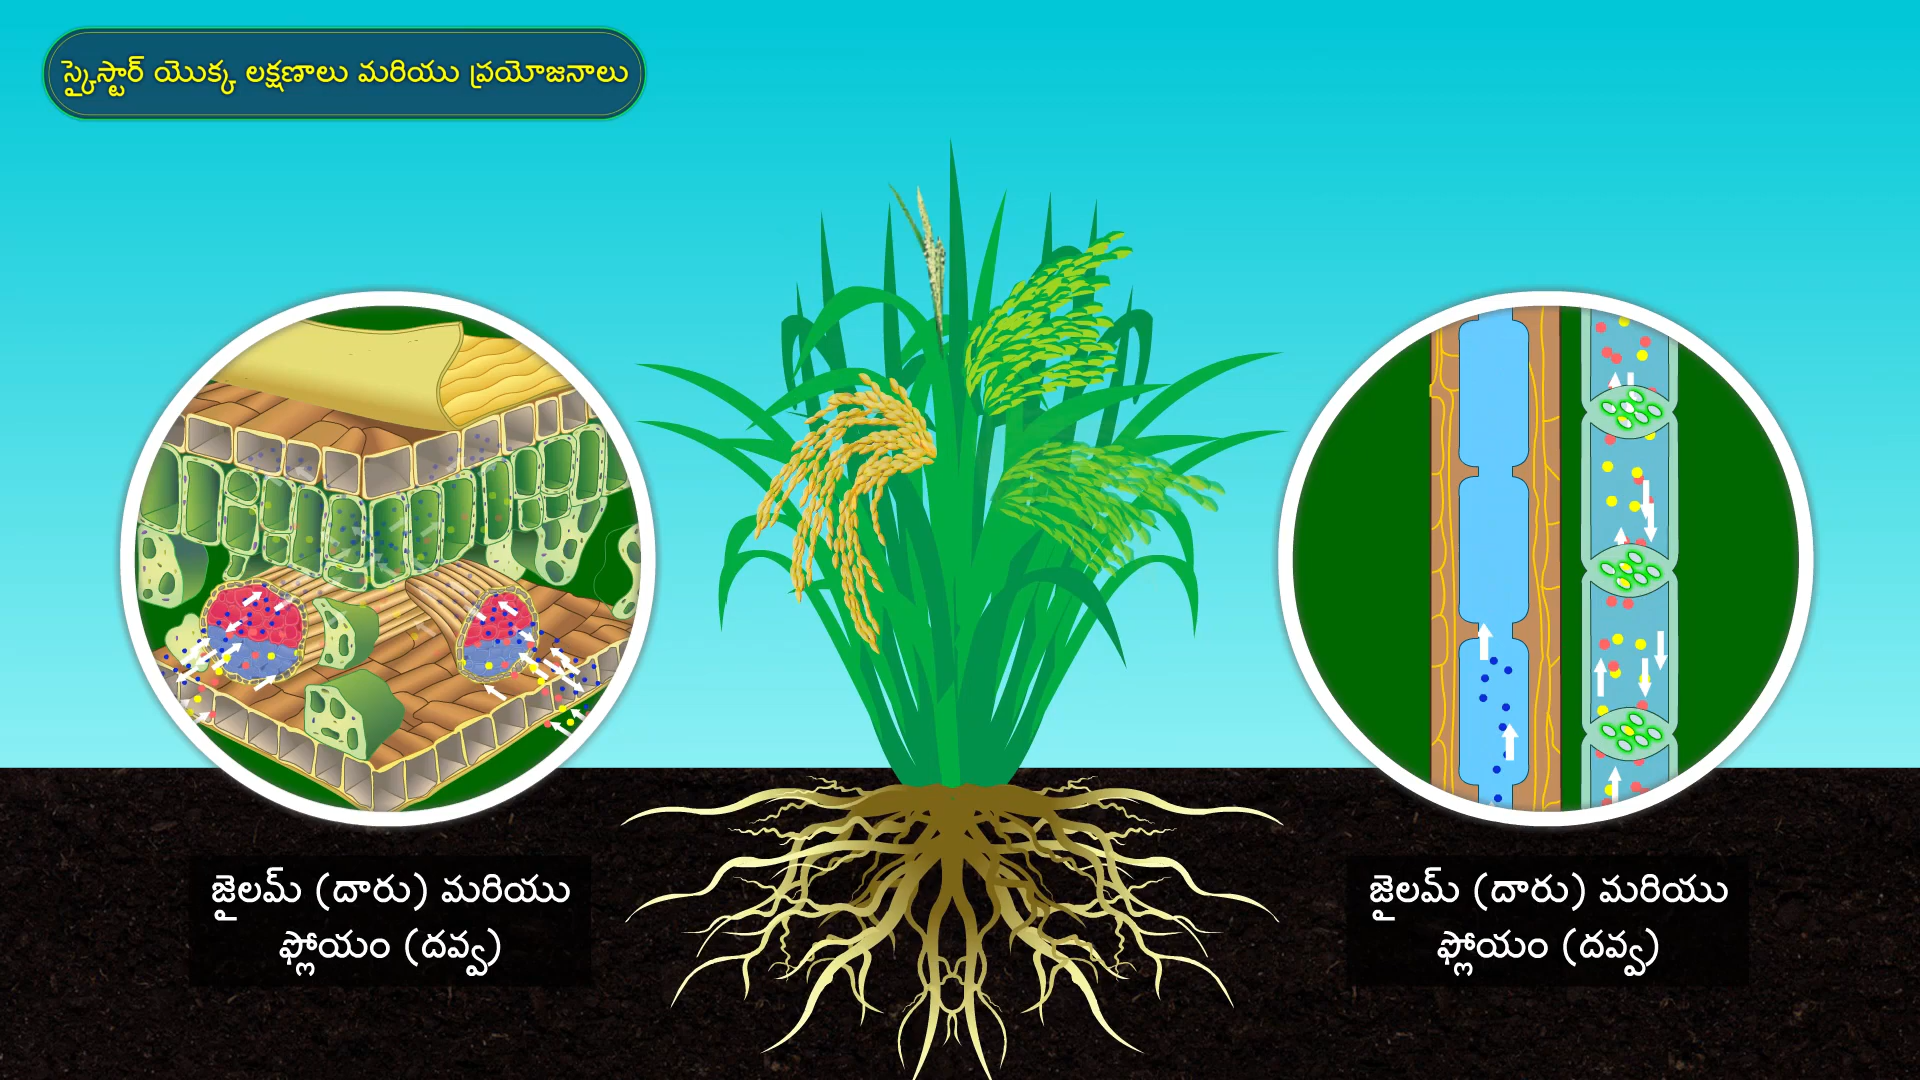 స్కైస్టార్ యొక్క లక్షణాలు మరియు ప్రయోజనాలు
జైలమ్ (దారు) మరియు
ఫ్లోయం (దవ్వ)
జైలమ్ (దారు) మరియు
ఫ్లోయం (దవ్వ)